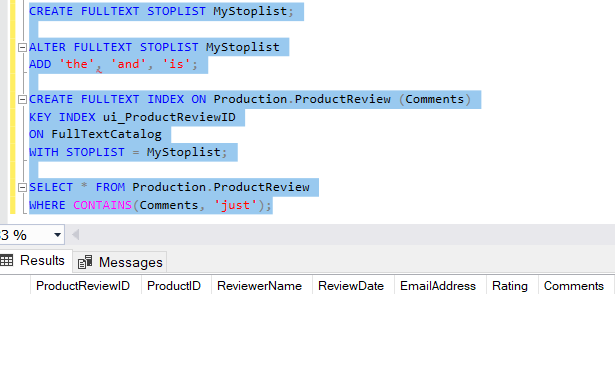 CREATE FULLTEXT STOPLIST MyStoplist;
ALTER FULLTEXT STOPLIST MyStoplist
ADD 'the', 'and', 'is';
CREATE FULLTEXT INDEX ON Production.ProductReview (Comments)
KEY INDEX ui_ProductReviewID
ON FullTextCatalog
WITH STOPLIST = MyStoplist;
SELECT * FROM Production.ProductReview
WHERE CONTAINS(Comments, 'just');
3 %
Results Messages
ProductReviewID ProductID ReviewerName ReviewDate EmailAddress Rating Comments